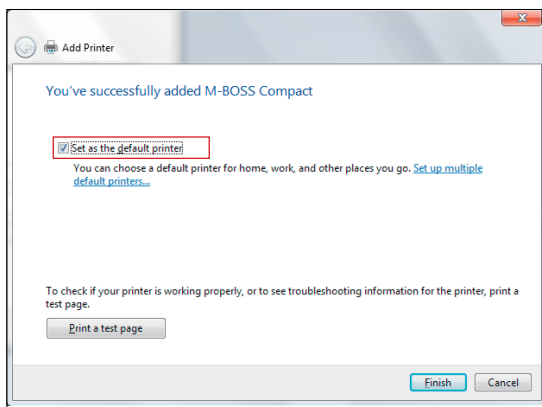 Add Printer
You've successfully added M-BOSS Compact
Set as the default printer
You can choose a default printer for home, work, and other places you go. Set up multiple
default printers...
To check if your printer is working properly, or to see troubleshooting information for the printer, print a
test page.
Print a test page
Finish
Cancel